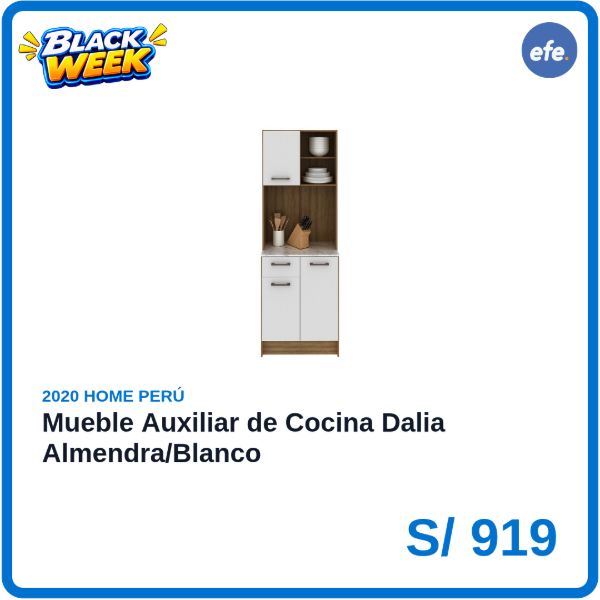 BLACK
WEEK
efe.
2020 HOME PERÚ
Mueble Auxiliar de Cocina Dalia
Almendra/Blanco
S/ 919